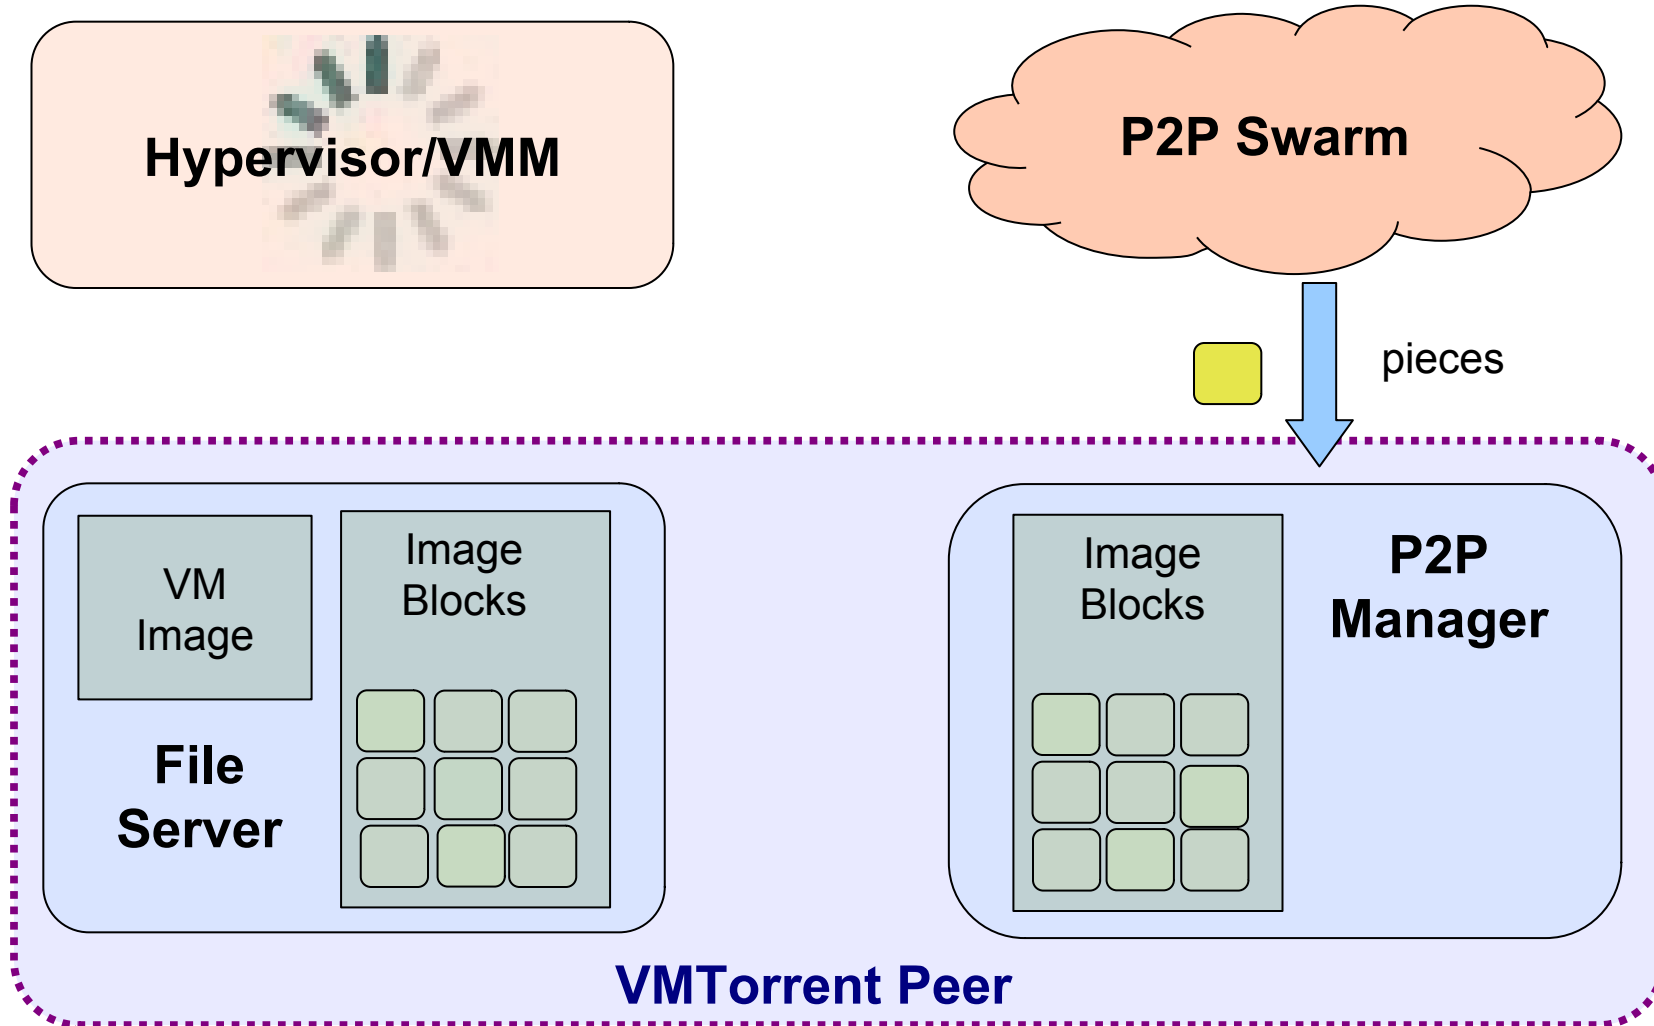 Hypervisor/VMM
P2P Swarm
pieces
VM
Image
Image
Blocks
File
Server
Image
Blocks
P2P
Manager
VMTorrent Peer